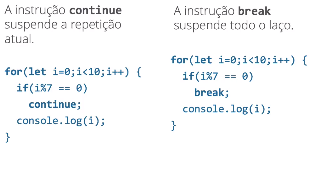 A instrução continue
suspende a repetição
atual.
for(let i=0;i<10;i++) {
if(i%7 == 0)
continue;
console.log(i);
}
A instrução break
suspende todo o laço.
for(let i=0;i<10;i++) {
if(i%7 == 0)
break;
console.log(i);
}